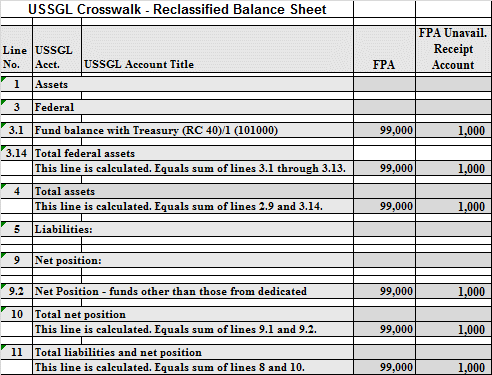 USSGL Crosswalk - Reclassified Balance Sheet
Line No. USSGL Acct. USSGL Account Title FPA FPA Unavail. Receipt Account
1 Assets
3 Federal
3.1 Fund balance with Treasury (RC 40)/1 (101000) 99,000 1,000
3.14 Total federal assets
This line is calculated. Equals sum of lines 3.1 through 3.13. 99,000 1,000
4 Total assets
This line is calculated. Equals sum of lines 2.9 and 3.14. 99,000 1,000
5 Liabilities:
9 Net position:
9.2 Net Position - funds other than those from dedicated 99,000 1,000
10 Total net position
This line is calculated. Equals sum of lines 9.1 and 9.2. 99,000 1,000
11 Total liabilities and net position
This line is calculated. Equals sum of lines 8 and 10. 99,000 1,000